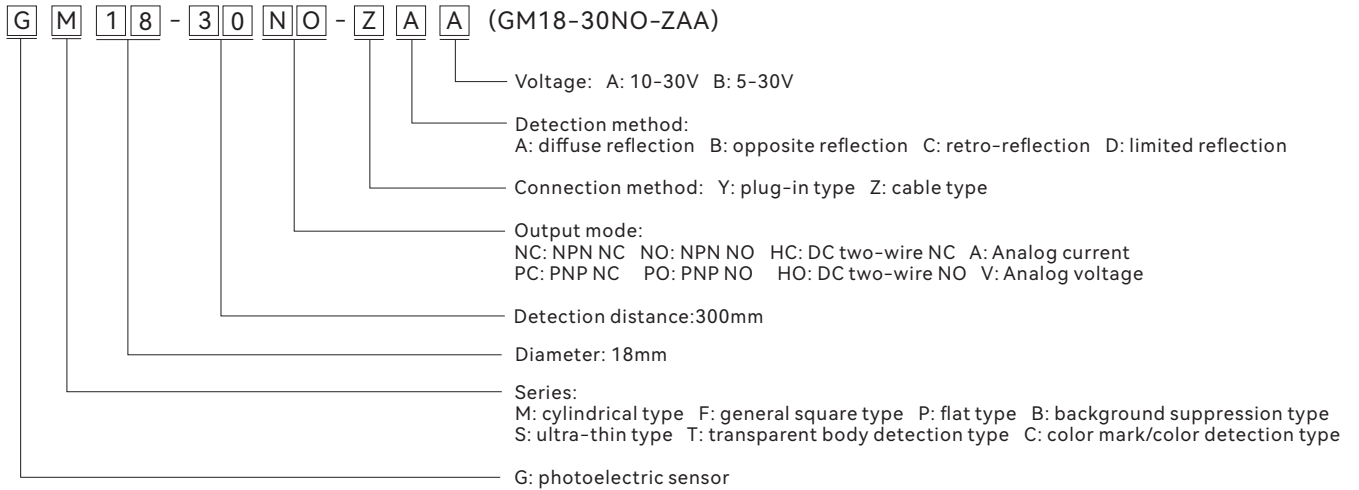 G M 18 - 30 NO - Z A A (GM18-30NO-ZAA)
Voltage: A: 10-30V B: 5-30V
Detection method:
A: diffuse reflection B: opposite reflection C: retro-reflection D: limited reflection
Connection method: Y: plug-in type Z: cable type
Output mode:
NC: NPN NC NO: NPN NO HC: DC two-wire NC A: Analog current
PC: PNP NC PO: PNP NO HO: DC two-wire NO V: Analog voltage
Detection distance:300mm
Diameter: 18mm
Series:
M: cylindrical type F: general square type P: flat type B: background suppression type
S: ultra-thin type T: transparent body detection type C: color mark/color detection type
G: photoelectric sensor